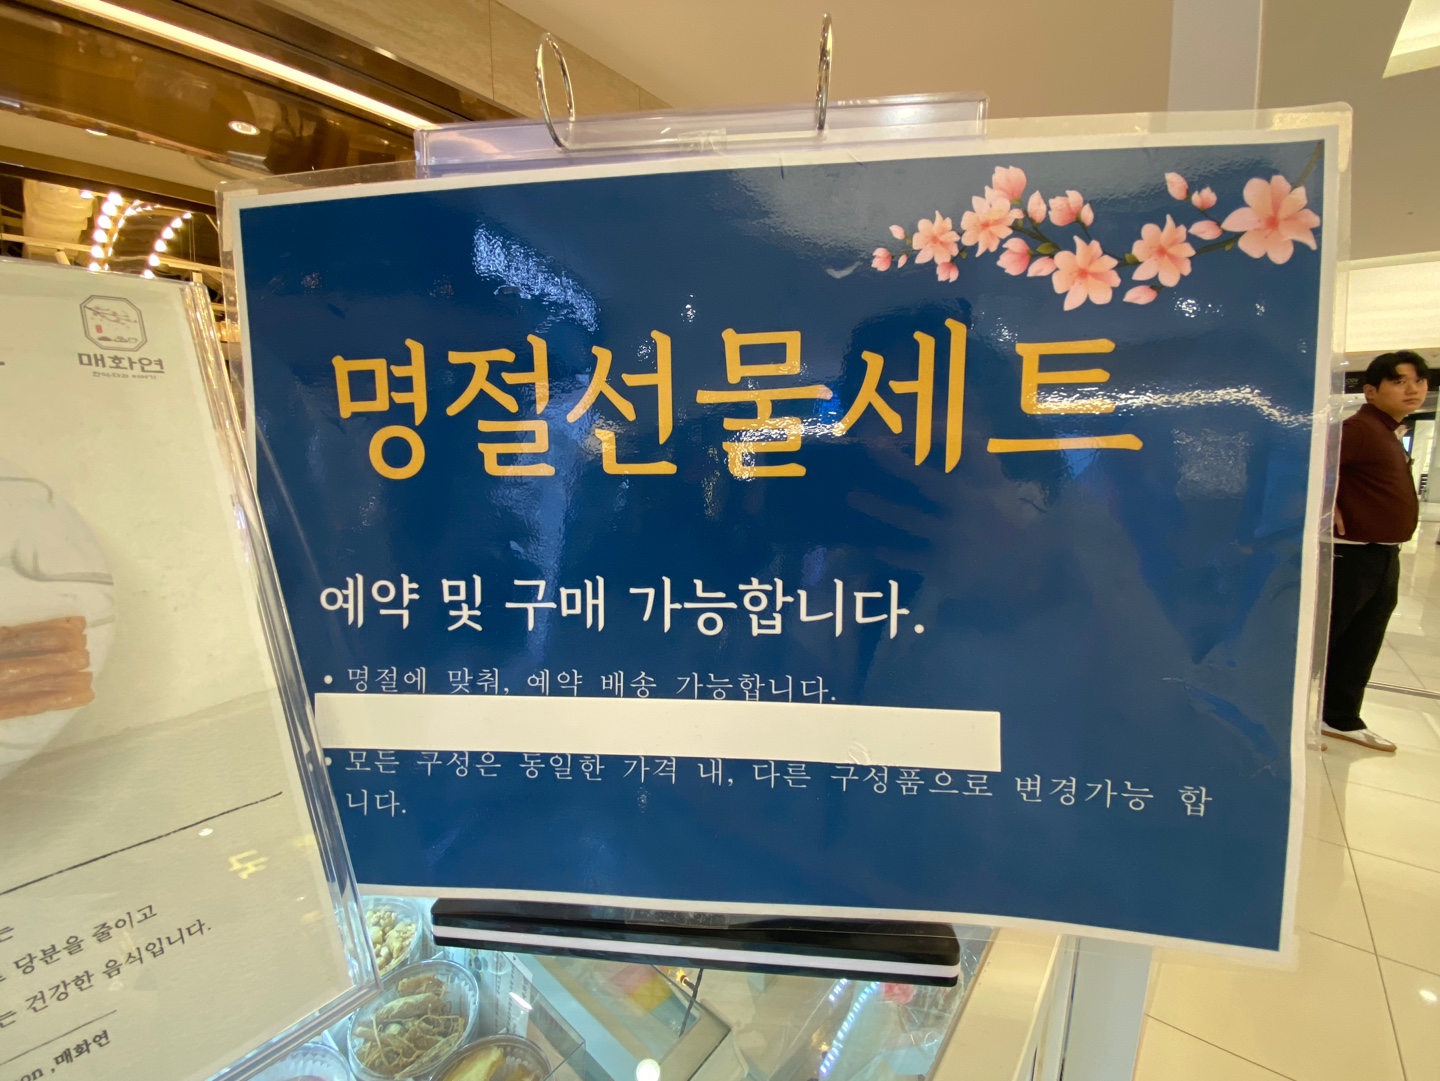 명절선물세트
예약 및 구매 가능합니다.
• 명절에 맞춰, 예약 배송 가능합니다.
• 모든 구성은 동일한 가격 내, 다른 구성품으로 변경가능 합
니다.
매화연
당분을 줄이고
는 건강한 음식입니다.
,매화연